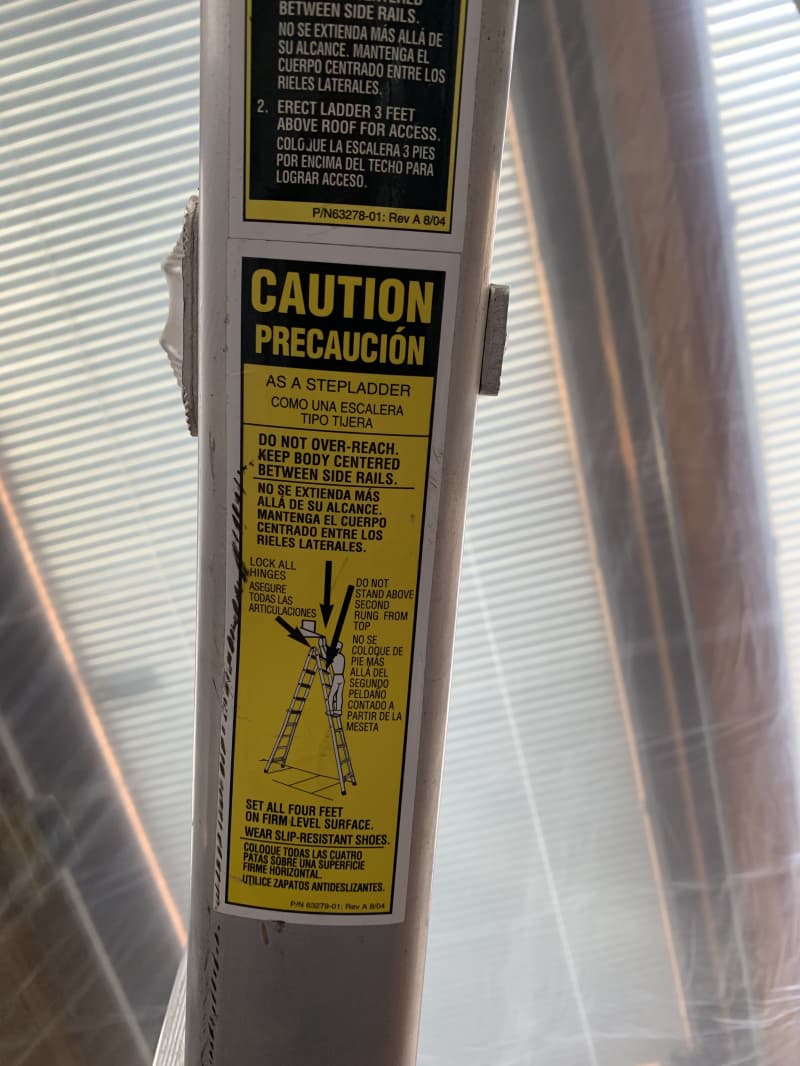 BETWEEN SIDE RAILS.
NO SE EXTIENDA MÁS ALLÁ DE
SU ALCANCE. MANTENGA EL
CUERPO CENTRADO ENTRE LOS
RIELES LATERALES.
2. ERECT LADDER 3 FEET
ABOVE ROOF FOR ACCESS.
COLOQUE LA ESCALERA 3 PIES
POR ENCIMA DEL TECHO PARA
LOGRAR ACCESO.
P/N63278-01: Rev A 8/04
CAUTION
PRECAUCIÓN
AS A STEPLADDER
COMO UNA ESCALERA
TIPO TIJERA
DO NOT OVER-REACH.
KEEP BODY CENTERED
BETWEEN SIDE RAILS.
NO SE EXTIENDA MÁS
ALLÁ DE SU ALCANCE.
MANTENGA EL CUERPO
CENTRADO ENTRE LOS
RIELES LATERALES.
LOCK ALL
HINGES
ASEGURE
TODAS LAS
ARTICULACIONES
DO NOT
STAND ABOVE
SECOND
RUNG FROM
TOP
NO SE
COLOQUE DE
PIE MÁS
ALLÁ DEL
SEGUNDO
PELDAÑO
CONTADO A
PARTIR DE LA
MESETA
SET ALL FOUR FEET
ON FIRM LEVEL SURFACE.
WEAR SLIP-RESISTANT SHOES.
COLOQUE TODAS LAS CUATRO
PATAS SOBRE UNA SUPERFICIE
FIRME HORIZONTAL.
UTILICE ZAPATOS ANTIDESLIZANTES.
P/N 63279-01: Rev A 8/04